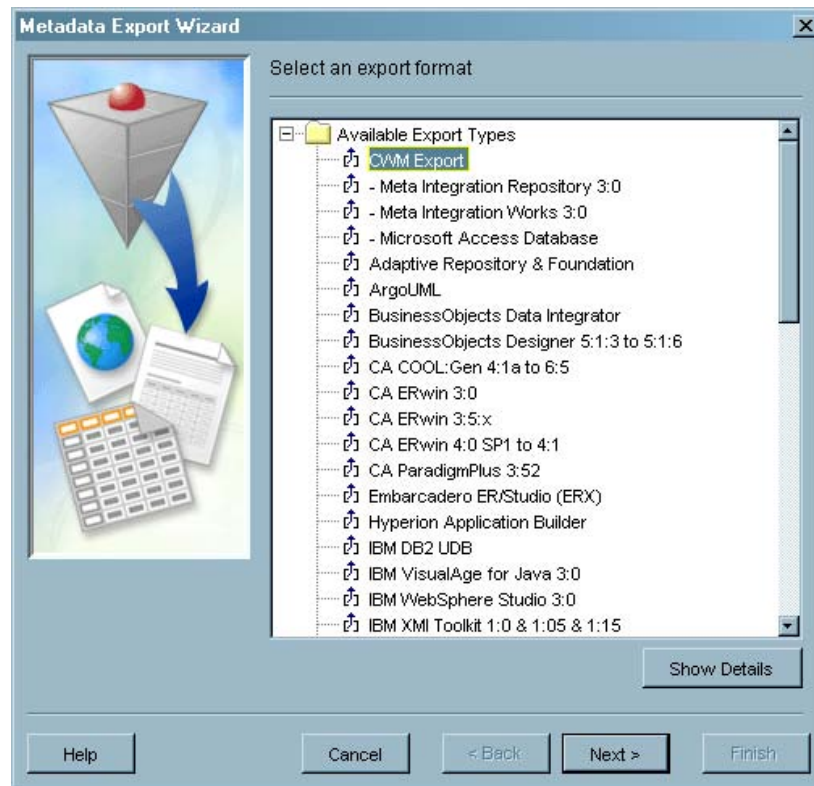 Metadata Export Wizard
Select an export format
Available Export Types
CWM Export
- Meta Integration Repository 3:0
- Meta Integration Works 3:0
- Microsoft Access Database
Adaptive Repository & Foundation
ArgoUML
BusinessObjects Data Integrator
BusinessObjects Designer 5:1:3 to 5:1:6
CA COOL:Gen 4:1a to 6:5
CA ERwin 3:0
CA ERwin 3:5:x
CA ERwin 4:0 SP1 to 4:1
CA ParadigmPlus 3:52
Embarcadero ER/Studio (ERX)
Hyperion Application Builder
IBM DB2 UDB
IBM VisualAge for Java 3:0
IBM WebSphere Studio 3:0
IBM XMI Toolkit 1:0 & 1:05 & 1:15
Show Details
Help Cancel < Back Next > Finish